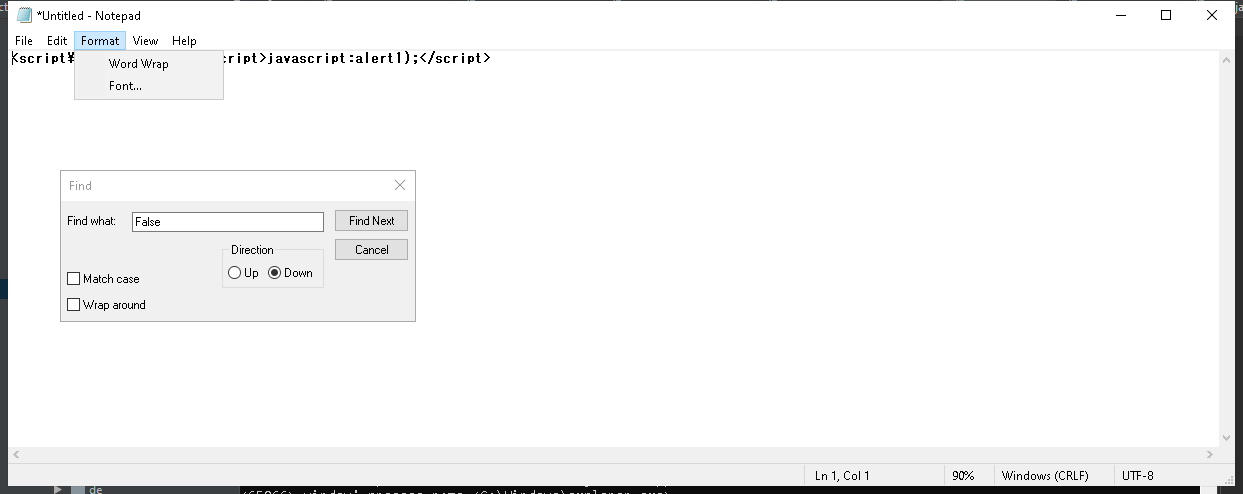 *Untitled - Notepad
File Edit Format View Help
<script¥ cript>javascript:alert1);</script>
Word Wrap
Font...
Find
Find what: False Find Next
Direction Cancel
Up Down
Match case
Wrap around
Ln 1, Col 1 90% Windows (CRLF) UTF-8
de